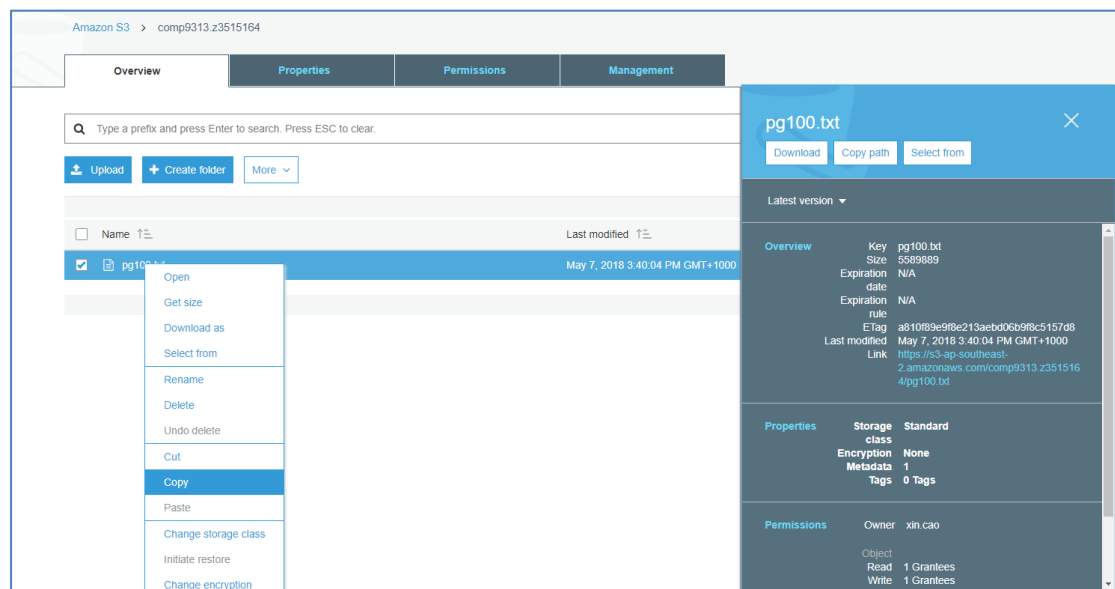 Amazon S3 > comp9313.z3515164
Overview Properties Permissions Management
Type a prefix and press Enter to search. Press ESC to clear.
Upload + Create folder More
Name Last modified
May 7, 2018 3:40:04 PM GMT+1000
Open
Get size
Download as
Select from
Rename
Delete
Undo delete
Cut
Copy
Paste
Change storage class
Initiate restore
Change encryption
pg100.txt
Download Copy path Select from
Latest version
Overview Key pg100.txt
Size 5589889
Expiration N/A
date
Expiration N/A
rule
ETag a810f89e9f8e213aebd06b9f8c5157d8
Last modified May 7, 2018 3:40:04 PM GMT+1000
Link https://s3-ap-southeast-
2.amazonaws.com/comp9313.z351516
4/pg100.txt
Properties Storage Standard
class
Encryption None
Metadata 1
Tags 0 Tags
Permissions Owner xin.cao
Object
Read 1 Grantees
Write 1 Grantees